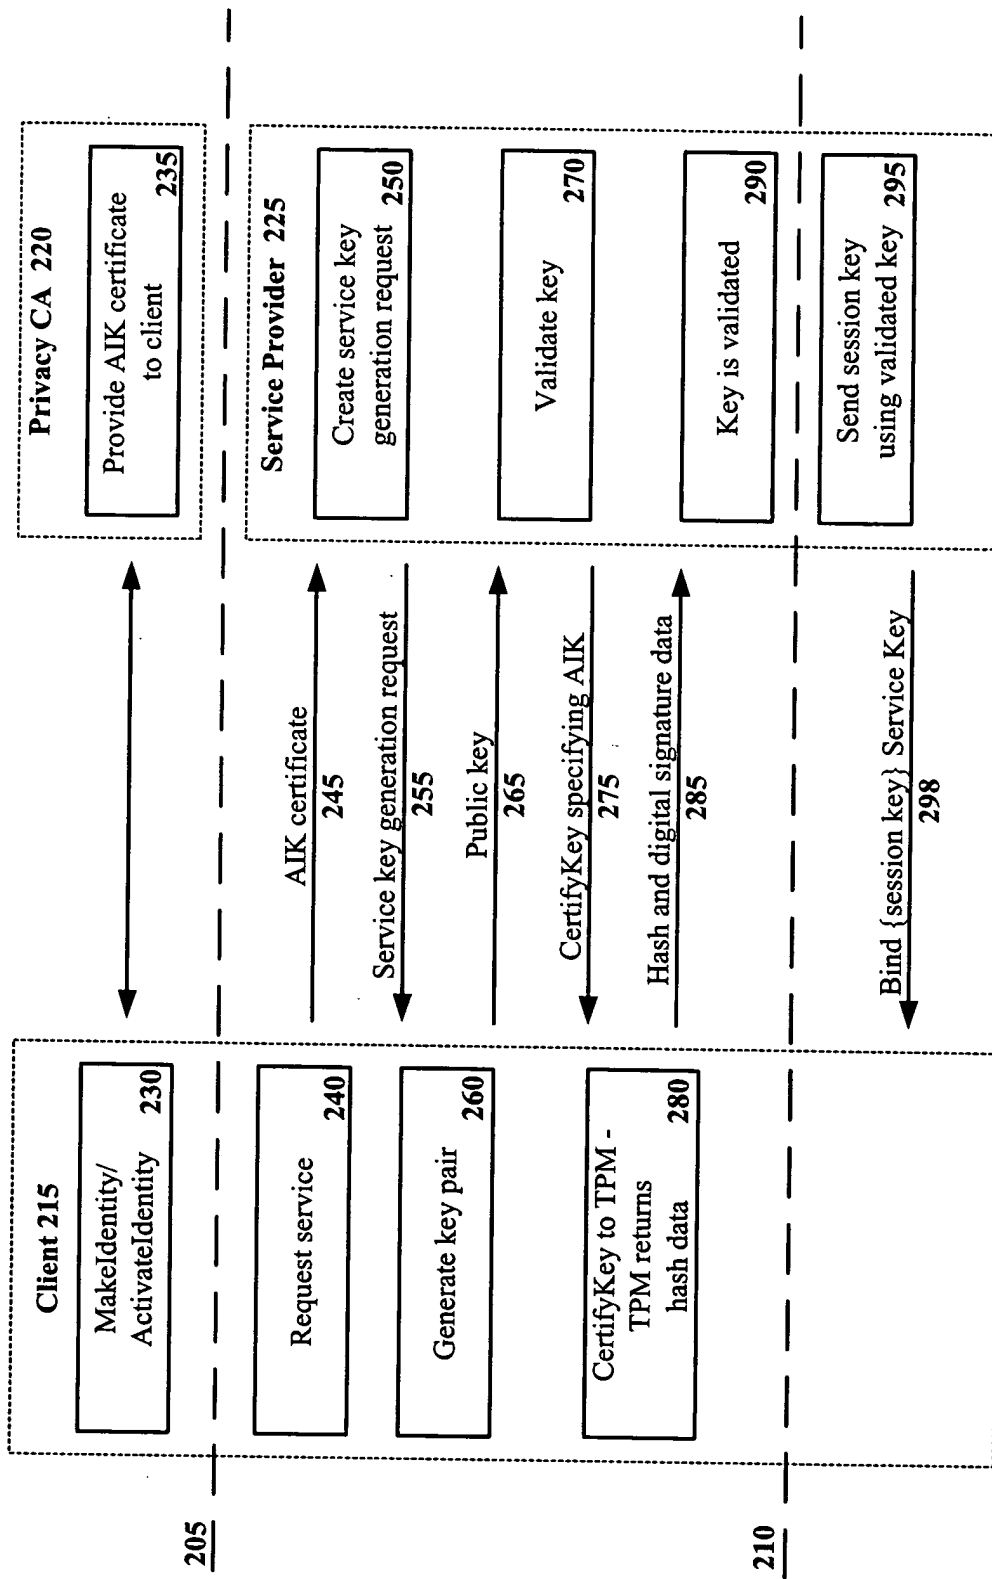 Client 215
MakeIdentity/
ActivateIdentity 230
Privacy CA 220
Provide AIK certificate
to client 235
205
Service Provider 225
Request service
240
AIK certificate
245
Create service key
generation request 250
Service key generation request
255
Generate key pair
260
Public key
265
Validate key
270
CertifyKey specifying AIK
275
CertifyKey to TPM -
TPM returns
hash data 280
Hash and digital signature data
285
Key is validated
290
210
Send session key
using validated key 295
Bind {session key} Service Key
298